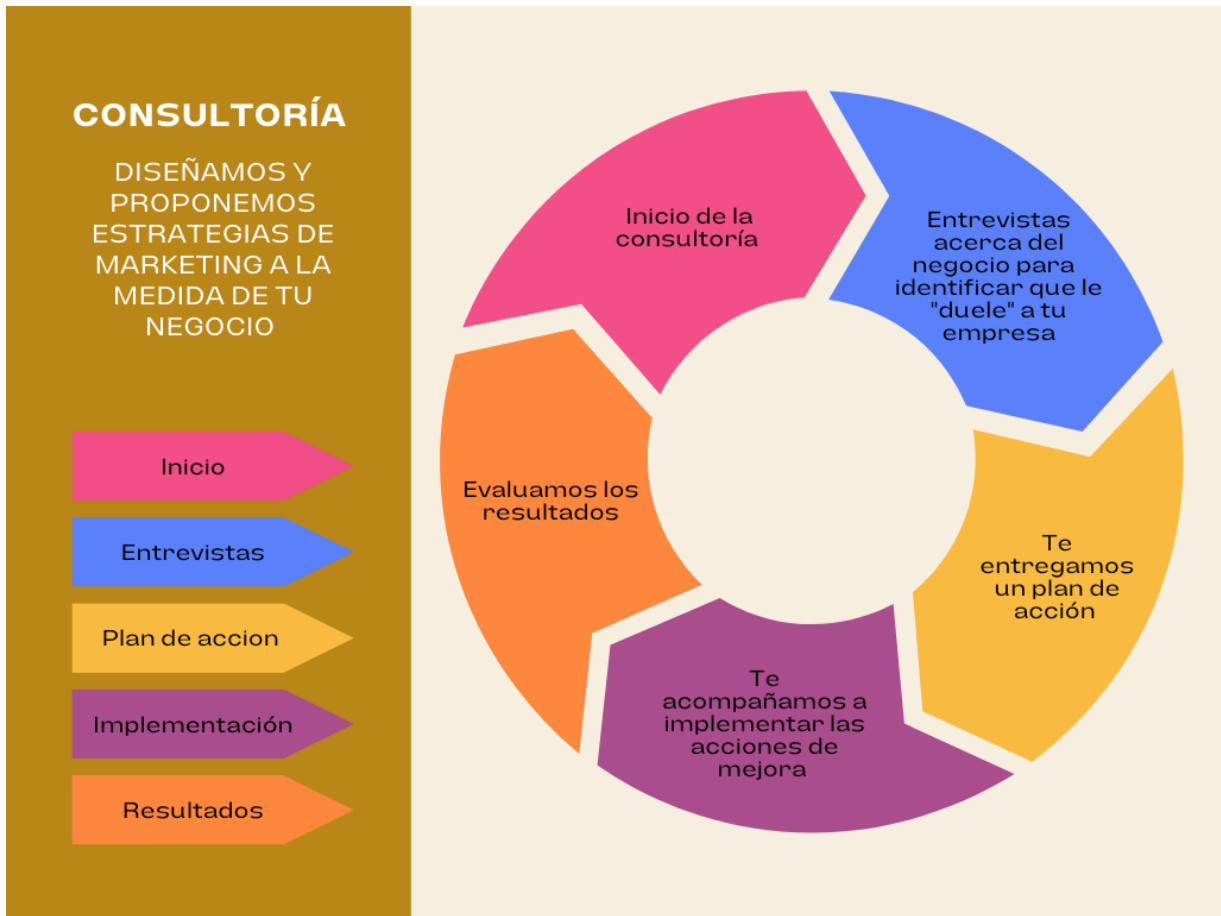 CONSULTORÍA
DISEÑAMOS Y
PROPONEMOS
ESTRATEGIAS DE
MARKETING A LA
MEDIDA DE TU
NEGOCIO
Inicio
Entrevistas
Plan de accion
Implementación
Resultados
Inicio de la
consultoría
Entrevistas
acerca del
negocio para
identificar que le
"duele" a tu
empresa
Te
entregamos
un plan de
acción
Te
acompañamos a
implementar las
acciones de
mejora
Evaluamos los
resultados